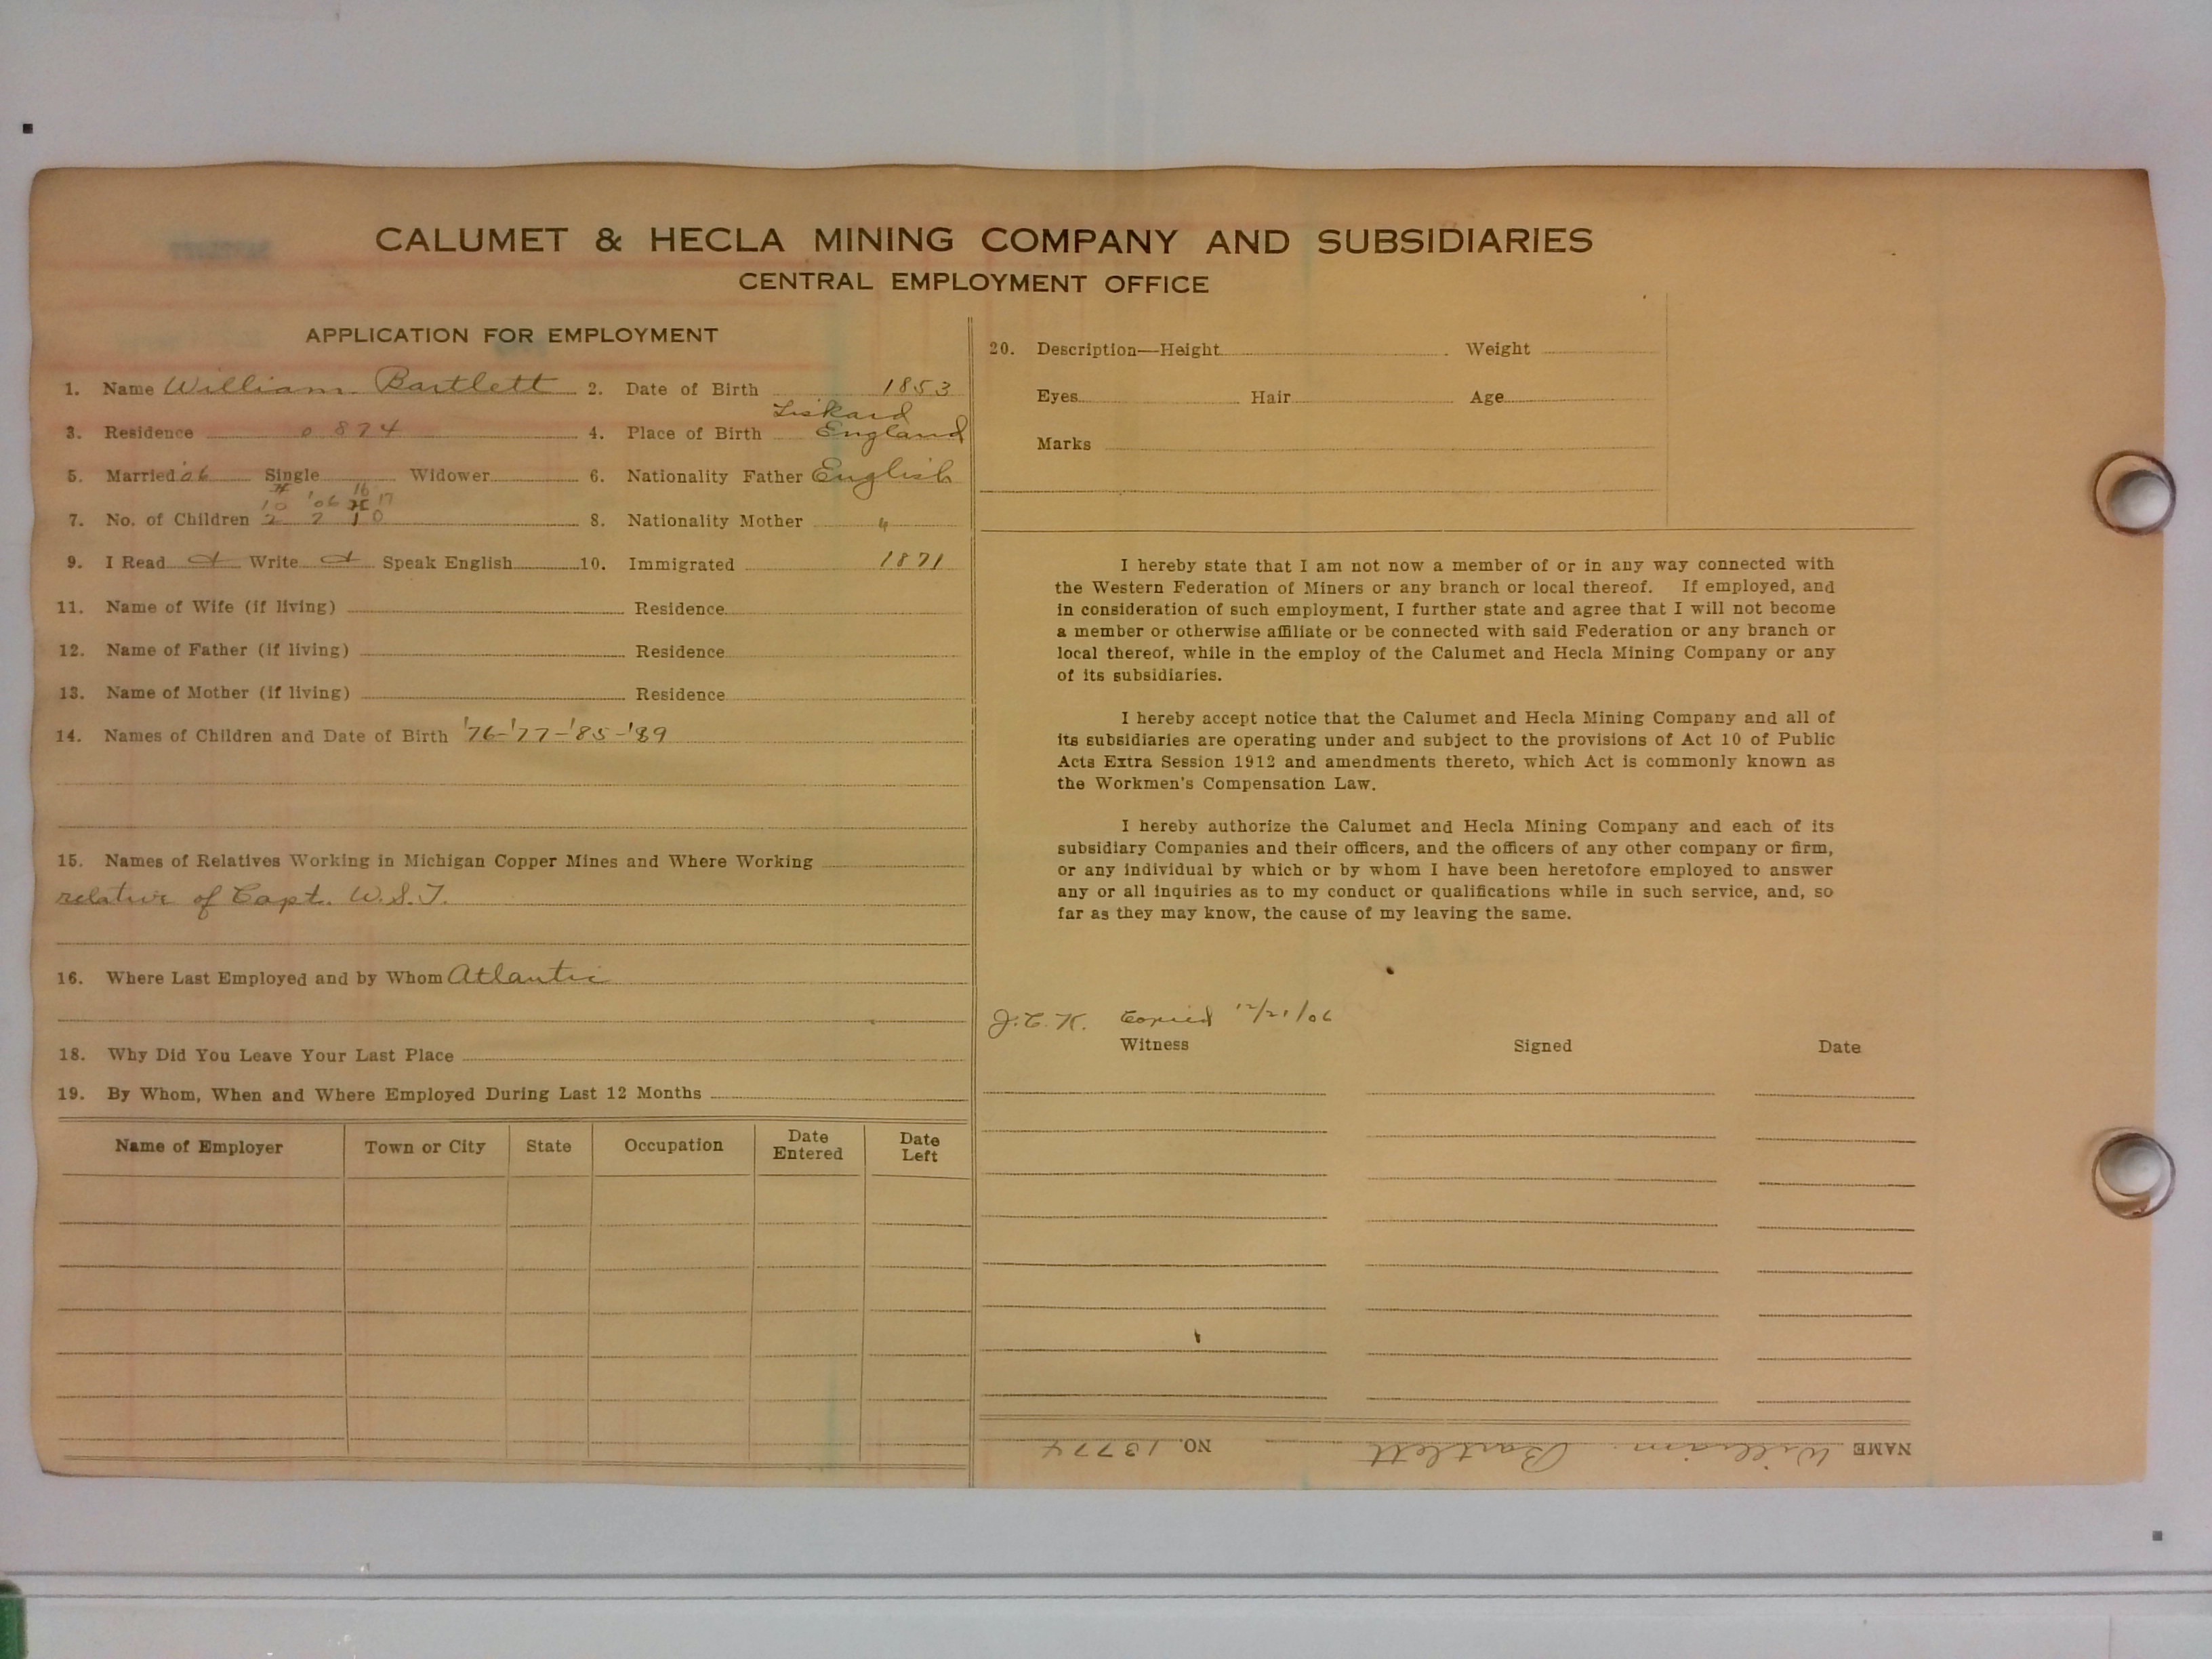 CALUMET & HECLA MINING COMPANY AND SUBSIDIARIES
CENTRAL EMPLOYMENT OFFICE
APPLICATION FOR EMPLOYMENT
1. Name William Bartlett 2. Date of Birth 1853
Liskard
3. Residence 0 874 4. Place of Birth England
5. Married '06 Single Widower 6. Nationality Father English
10 '06 16 17
7. No. of Children 2 2 1 0 8. Nationality Mother "
9. I Read Write Speak English 10. Immigrated 1871
11. Name of Wife (if living) Residence
12. Name of Father (if living) Residence
13. Name of Mother (if living) Residence
14. Names of Children and Date of Birth '76-'77-'85-'89
15. Names of Relatives Working in Michigan Copper Mines and Where Working
relative of Capt. W.S.T.
16. Where Last Employed and by Whom Atlantic
18. Why Did You Leave Your Last Place
19. By Whom, When and Where Employed During Last 12 Months
Name of Employer Town or City State Occupation Date Entered Date Left
20. Description—Height Weight
Eyes Hair Age
Marks
I hereby state that I am not now a member of or in any way connected with
the Western Federation of Miners or any branch or local thereof. If employed, and
in consideration of such employment, I further state and agree that I will not become
a member or otherwise affiliate or be connected with said Federation or any branch or
local thereof, while in the employ of the Calumet and Hecla Mining Company or any
of its subsidiaries.
I hereby accept notice that the Calumet and Hecla Mining Company and all of
its subsidiaries are operating under and subject to the provisions of Act 10 of Public
Acts Extra Session 1912 and amendments thereto, which Act is commonly known as
the Workmen's Compensation Law.
I hereby authorize the Calumet and Hecla Mining Company and each of its
subsidiary Companies and their officers, and the officers of any other company or firm,
or any individual by which or by whom I have been heretofore employed to answer
any or all inquiries as to my conduct or qualifications while in such service, and, so
far as they may know, the cause of my leaving the same.
J.C.K. Copied 12/21/06
Witness Signed Date
NAME William Bartlett NO. 13774